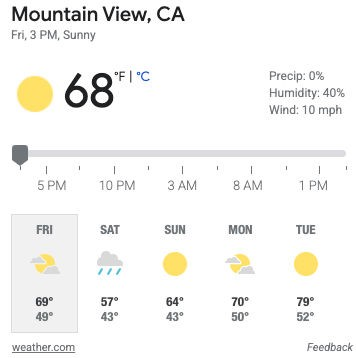 Mountain View, CA
Fri, 3 PM, Sunny
68 °F | °C
Precip: 0%
Humidity: 40%
Wind: 10 mph
5 PM 10 PM 3 AM 8 AM 1 PM
FRI SAT SUN MON TUE
69° 57° 64° 70° 79°
49° 43° 43° 50° 52°
weather.com Feedback